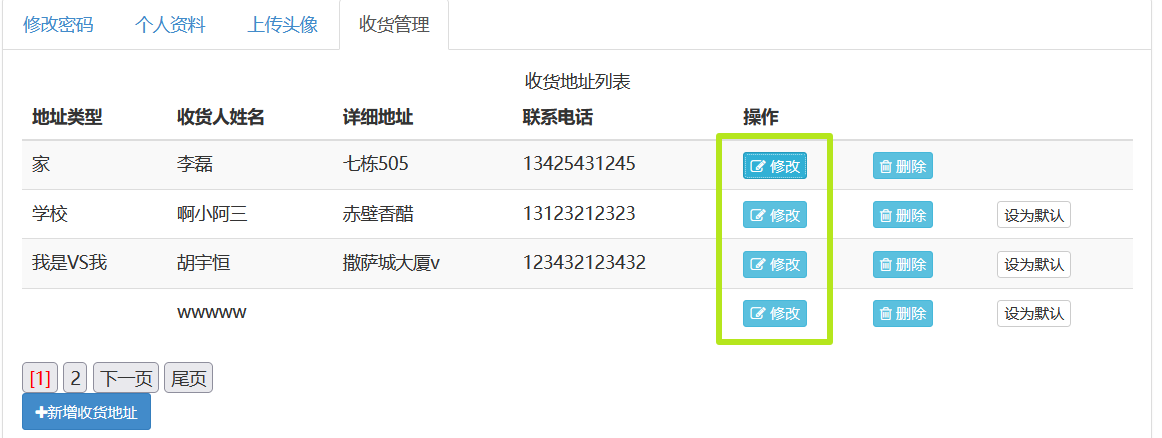 修改密码 个人资料 上传头像 收货管理
收货地址列表
地址类型 收货人姓名 详细地址 联系电话 操作
家 李磊 七栋505 13425431245 修改 删除
学校 啊小阿三 赤壁香醋 13123212323 修改 删除 设为默认
我是VS我 胡宇恒 撒萨城大厦v 123432123432 修改 删除 设为默认
wwwww 修改 删除 设为默认
[1] 2 下一页 尾页
新增收货地址